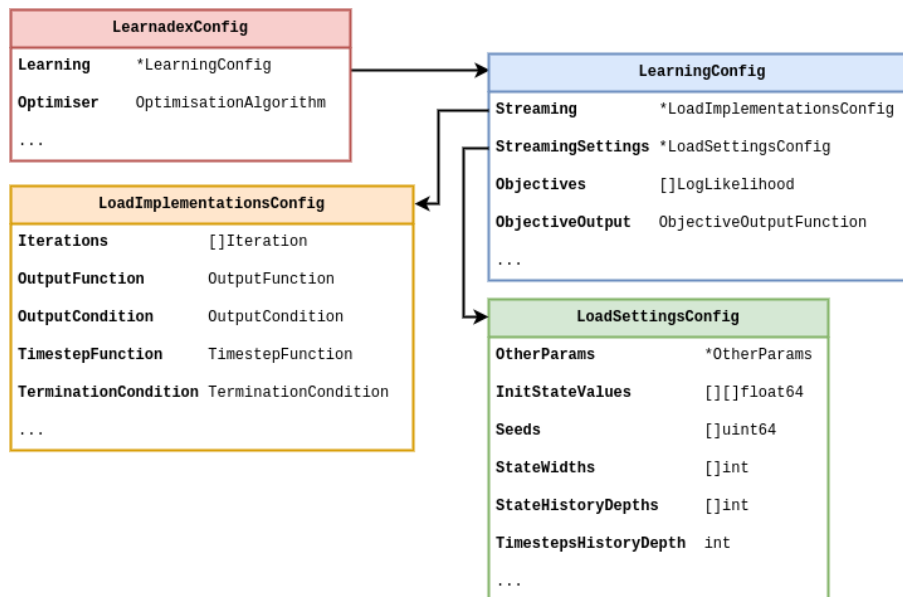 LearnadexConfig
Learning *LearningConfig
Optimiser OptimisationAlgorithm
...
LearningConfig
Streaming *LoadImplementationsConfig
StreamingSettings *LoadSettingsConfig
Objectives []LogLikelihood
ObjectiveOutput ObjectiveOutputFunction
...
LoadImplementationsConfig
Iterations []Iteration
OutputFunction OutputFunction
OutputCondition OutputCondition
TimestepFunction TimestepFunction
TerminationCondition TerminationCondition
...
LoadSettingsConfig
OtherParams *OtherParams
InitStateValues [][]float64
Seeds []uint64
StateWidths []int
StateHistoryDepths []int
TimestepsHistoryDepth int
...